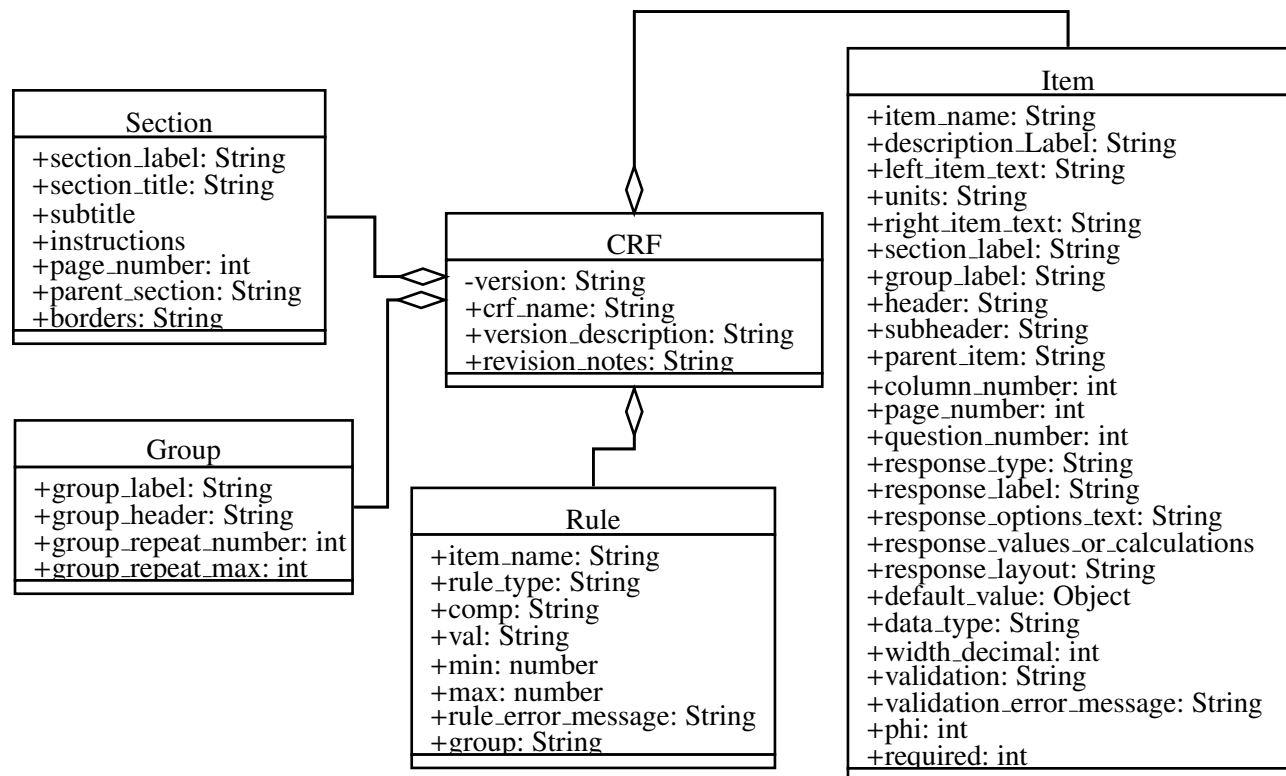 Section
+section_label: String
+section_title: String
+subtitle
+instructions
+page_number: int
+parent_section: String
+borders: String
Group
+group_label: String
+group_header: String
+group_repeat_number: int
+group_repeat_max: int
CRF
-version: String
+crf_name: String
+version_description: String
+revision_notes: String
Rule
+item_name: String
+rule_type: String
+comp: String
+val: String
+min: number
+max: number
+rule_error_message: String
+group: String
Item
+item_name: String
+description_Label: String
+left_item_text: String
+units: String
+right_item_text: String
+section_label: String
+group_label: String
+header: String
+subheader: String
+parent_item: String
+column_number: int
+page_number: int
+question_number: int
+response_type: String
+response_label: String
+response_options_text: String
+response_values_or_calculations
+response_layout: String
+default_value: Object
+data_type: String
+width_decimal: int
+validation: String
+validation_error_message: String
+phi: int
+required: int